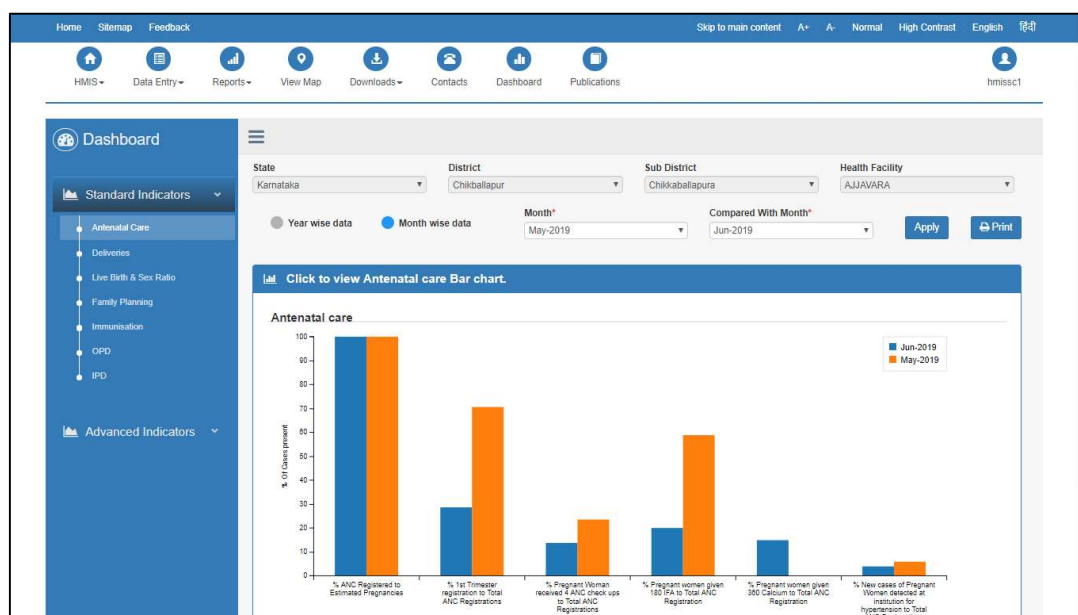 Home Sitemap Feedback Skip to main content A+ A- Normal High Contrast English हिंदी
HMIS Data Entry Reports View Map Downloads Contacts Dashboard Publications hmissc1
Dashboard
State District Sub District Health Facility
Karnataka Chikballapur Chikkaballapura AJJAVARA
Standard Indicators
Month* Compared With Month*
Year wise data Month wise data May-2019 Jun-2019 Apply Print
Antenatal Care
Deliveries
Live Birth & Sex Ratio
Family Planning
Immunisation
OPD
IPD
Advanced Indicators
Click to view Antenatal care Bar chart.
Antenatal care
Jun-2019
May-2019
% Of Cases present
100
90
80
70
60
50
40
30
20
10
0
% ANC Registered to
Estimated Pregnancies
% 1st Trimester
registration to Total
ANC Registrations
% Pregnant Woman
received 4 ANC check ups
to Total ANC
Registrations
% Pregnant women given
180 IFA to Total ANC
Registration
% Pregnant women given
360 Calcium to Total ANC
Registration
% New cases of Pregnant
Women detected at
institution for
hypertension to Total